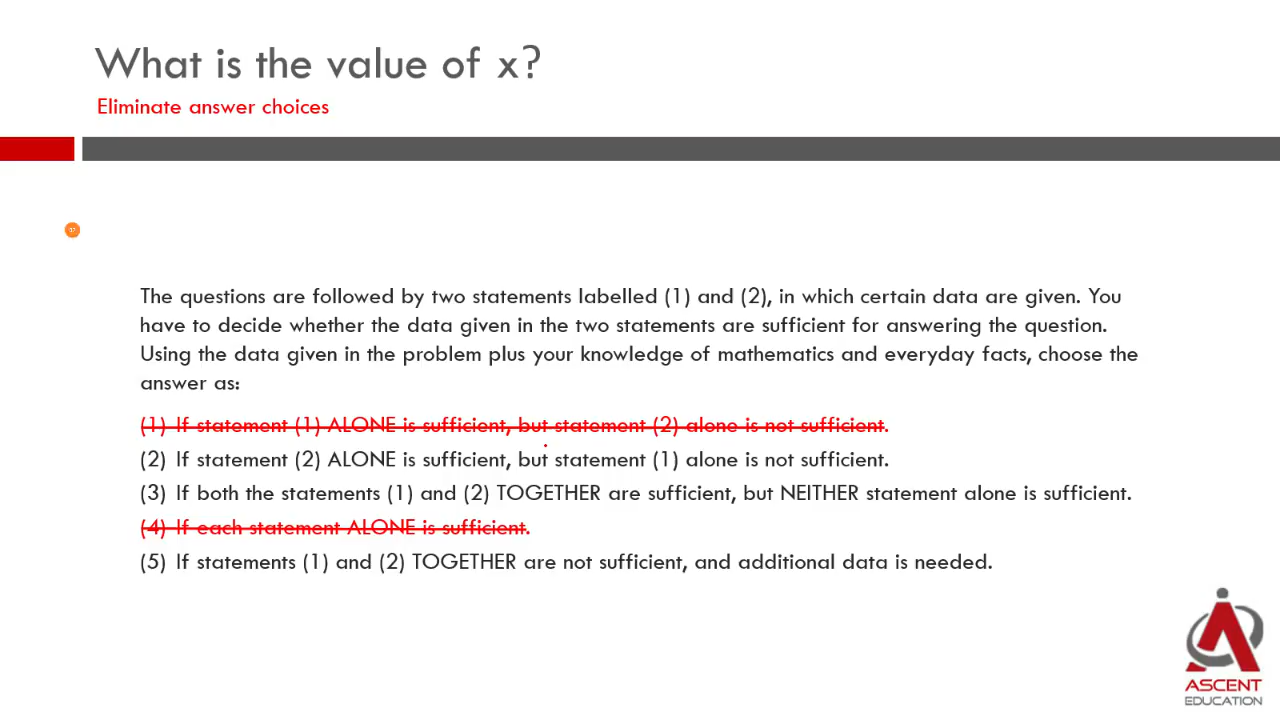 What is the value of x?
Eliminate answer choices
37
The questions are followed by two statements labelled (1) and (2), in which certain data are given. You
have to decide whether the data given in the two statements are sufficient for answering the question.
Using the data given in the problem plus your knowledge of mathematics and everyday facts, choose the
answer as:
(1) If statement (1) ALONE is sufficient, but statement (2) alone is not sufficient.
(2) If statement (2) ALONE is sufficient, but statement (1) alone is not sufficient.
(3) If both the statements (1) and (2) TOGETHER are sufficient, but NEITHER statement alone is sufficient.
(4) If each statement ALONE is sufficient.
(5) If statements (1) and (2) TOGETHER are not sufficient, and additional data is needed.
ASCENT
EDUCATION